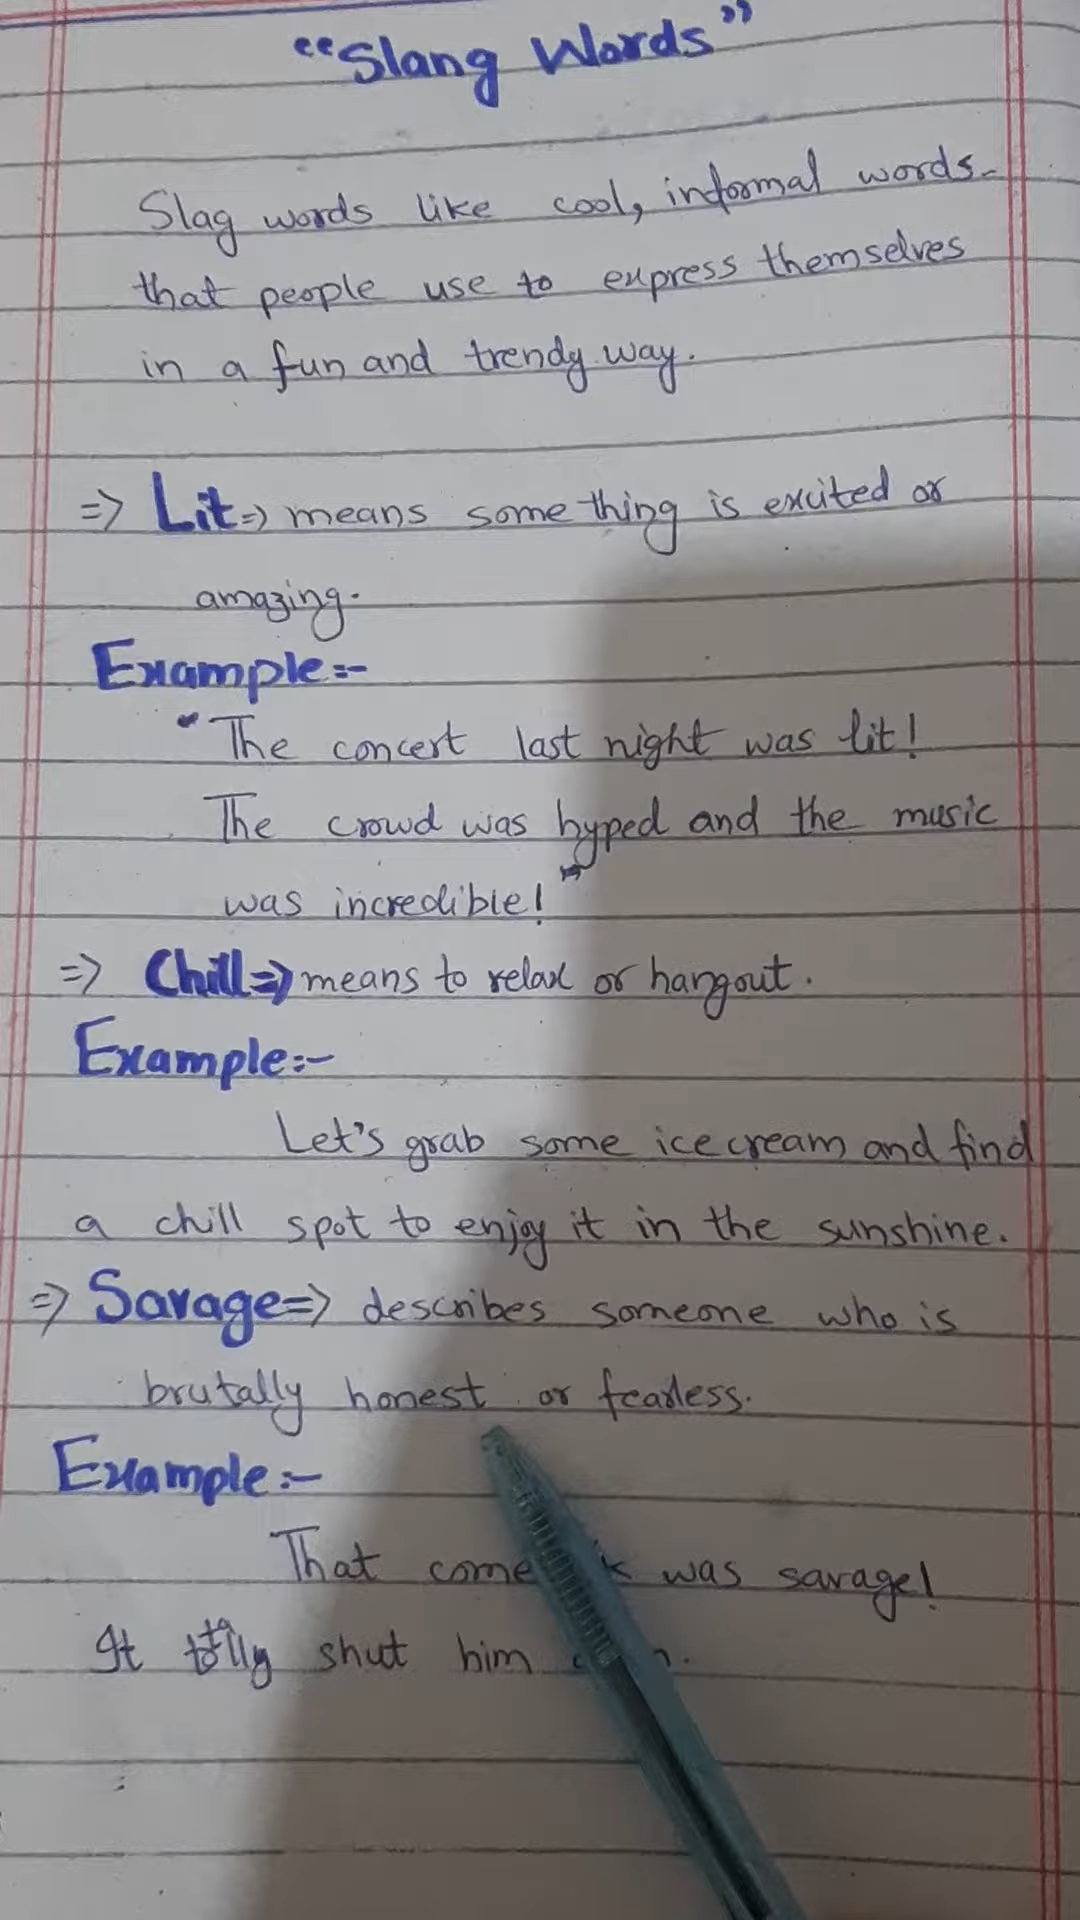 “Slang Words”
Slag words like cool, informal words
that people use to express themselves
in a fun and trendy way.
=> Lit => means some thing is excited or
amazing.
Example:-
"The concert last night was lit!
The crowd was hyped and the music
was incredible!"
=> Chill => means to relax or hangout.
Example:-
Let's grab some ice cream and find
a chill spot to enjoy it in the sunshine.
=> Savage => describes someone who is
brutally honest or fearless.
Example:-
That was savage!
It totally shut him